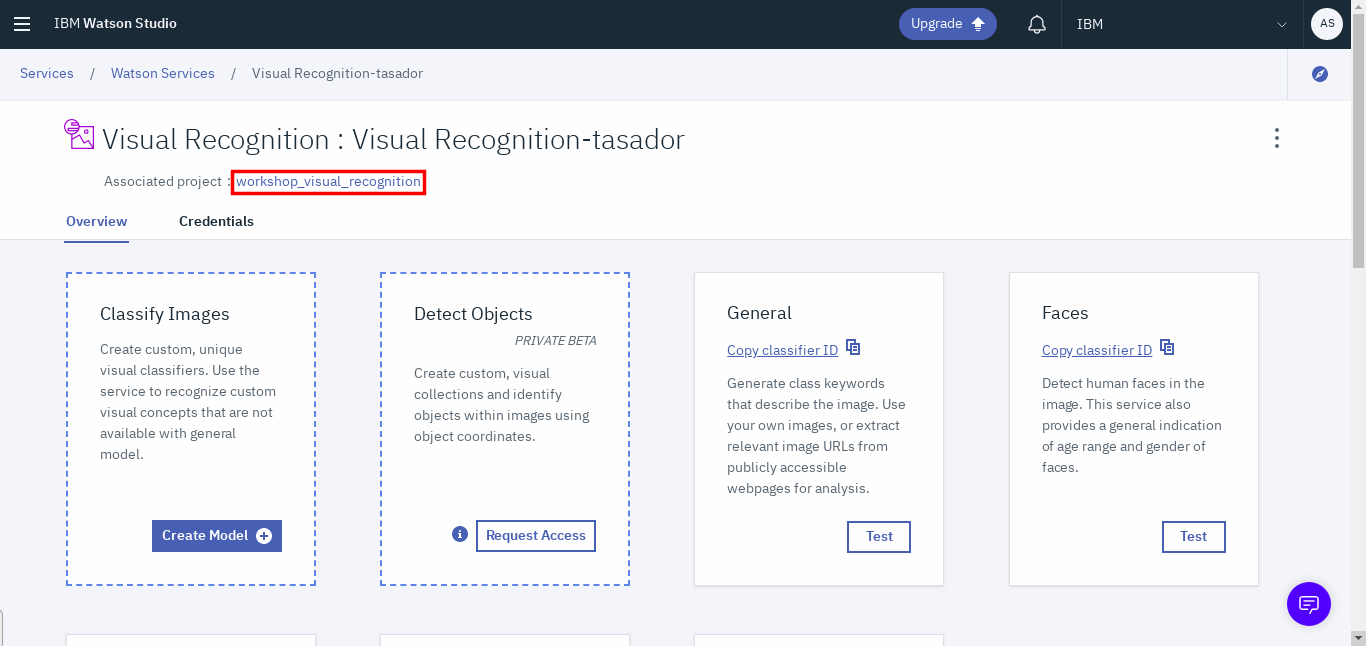 IBM Watson Studio
Upgrade
IBM
AS
Services / Watson Services / Visual Recognition-tasador
Visual Recognition : Visual Recognition-tasador
Associated project : workshop_visual_recognition
Overview
Credentials
Classify Images
Create custom, unique
visual classifiers. Use the
service to recognize custom
visual concepts that are not
available with general
model.
Create Model
Detect Objects
PRIVATE BETA
Create custom, visual
collections and identify
objects within images using
object coordinates.
Request Access
General
Copy classifier ID
Generate class keywords
that describe the image. Use
your own images, or extract
relevant image URLs from
publicly accessible
webpages for analysis.
Test
Faces
Copy classifier ID
Detect human faces in the
image. This service also
provides a general indication
of age range and gender of
faces.
Test